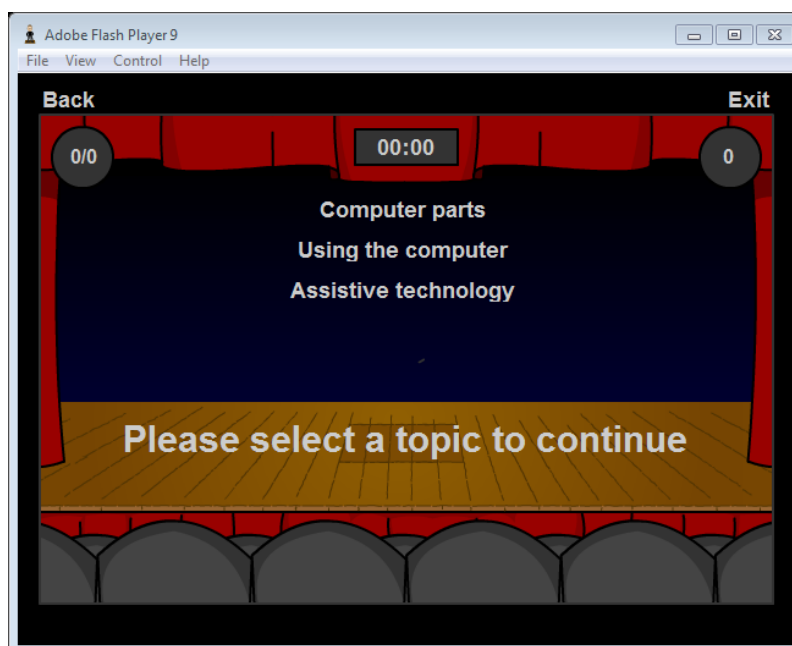 Adobe Flash Player 9
File View Control Help
Back Exit
0/0 00:00 0
Computer parts
Using the computer
Assistive technology
Please select a topic to continue